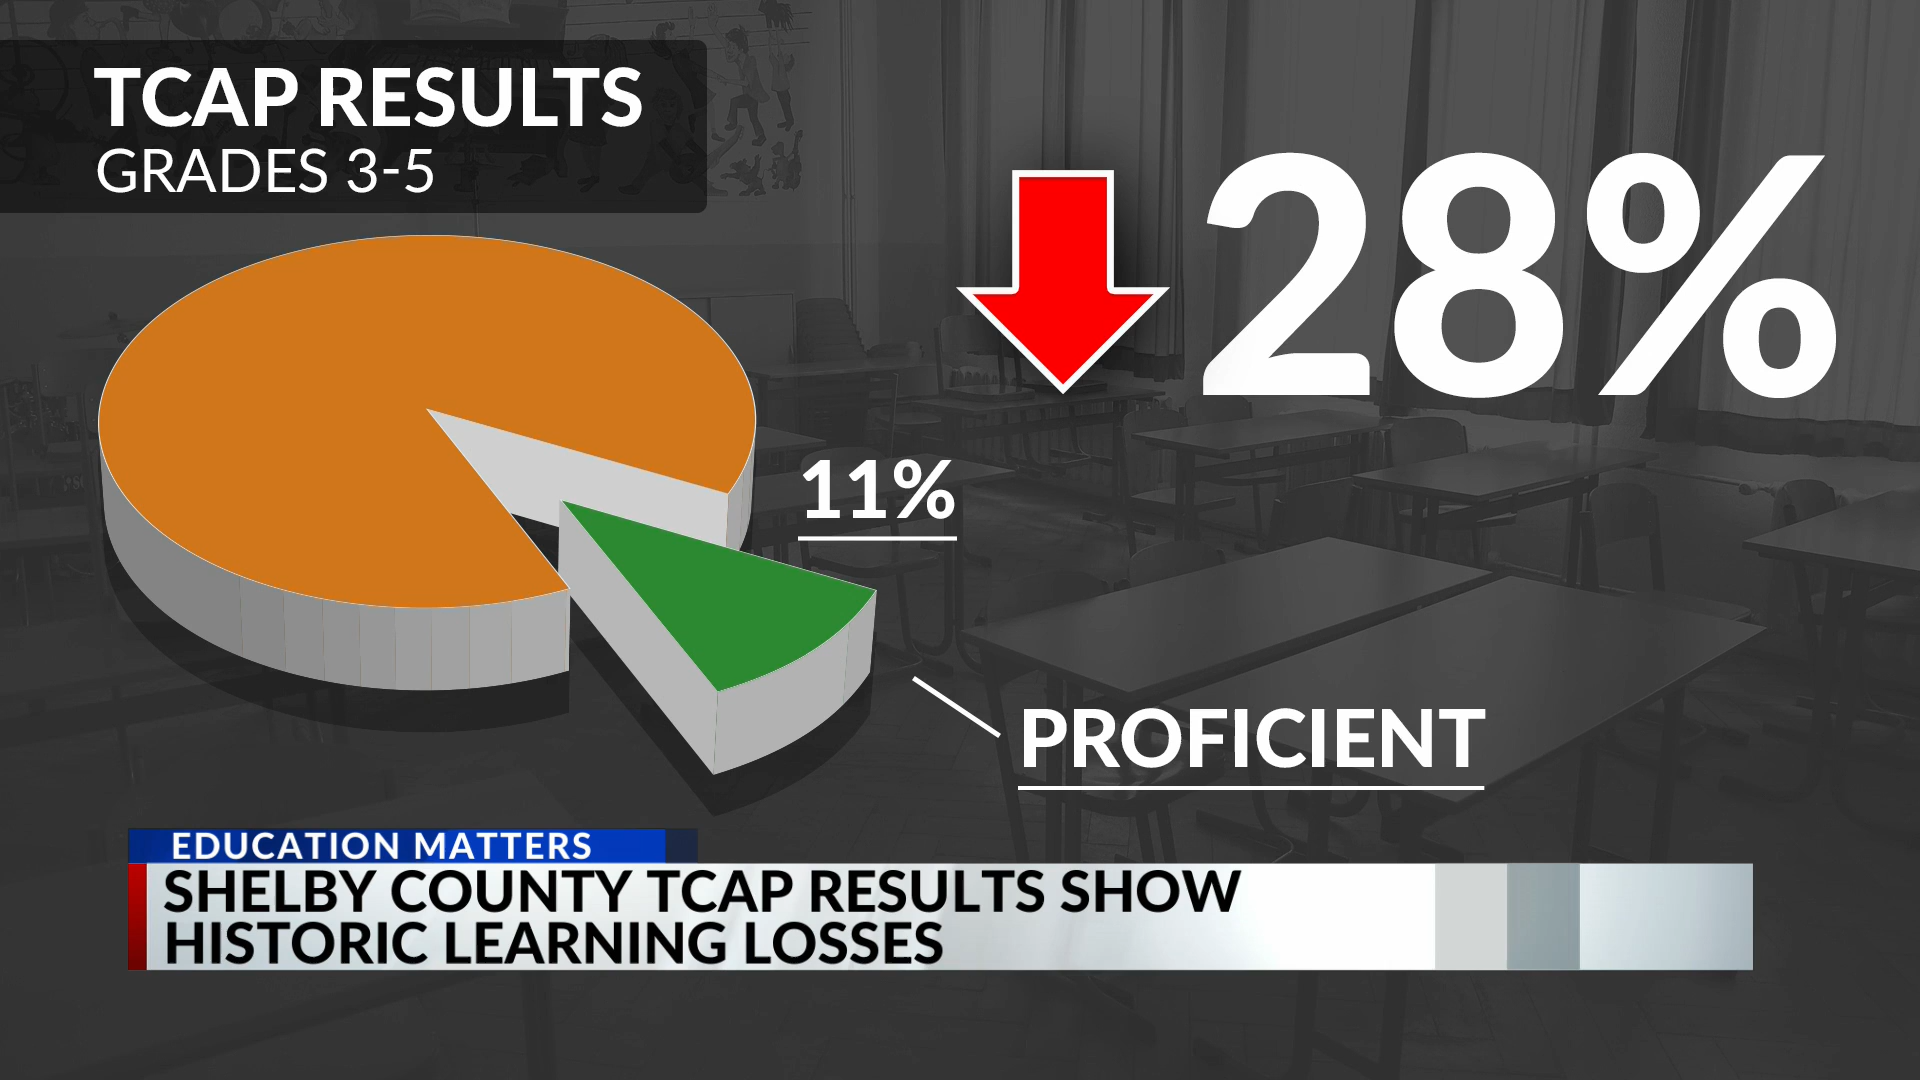 TCAP RESULTS
GRADES 3-5
28%
11%
PROFICIENT
EDUCATION MATTERS
SHELBY COUNTY TCAP RESULTS SHOW
HISTORIC LEARNING LOSSES